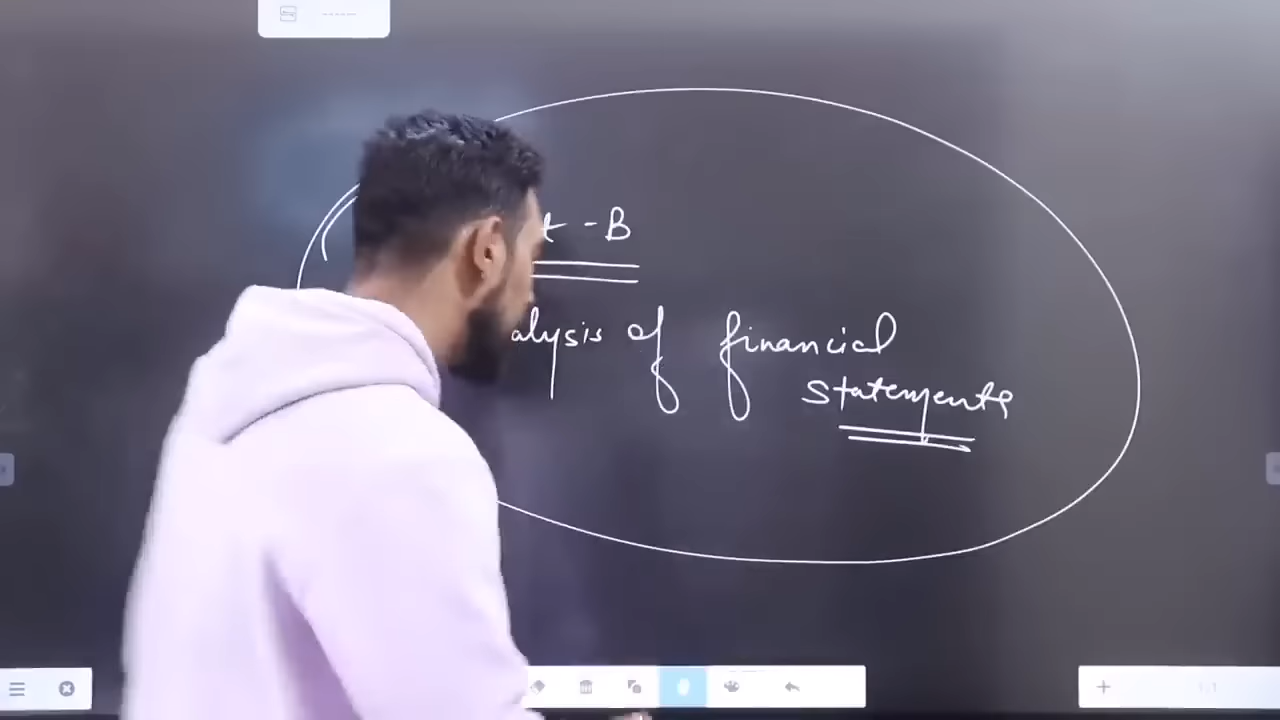 t - B
alysis of financial
statements